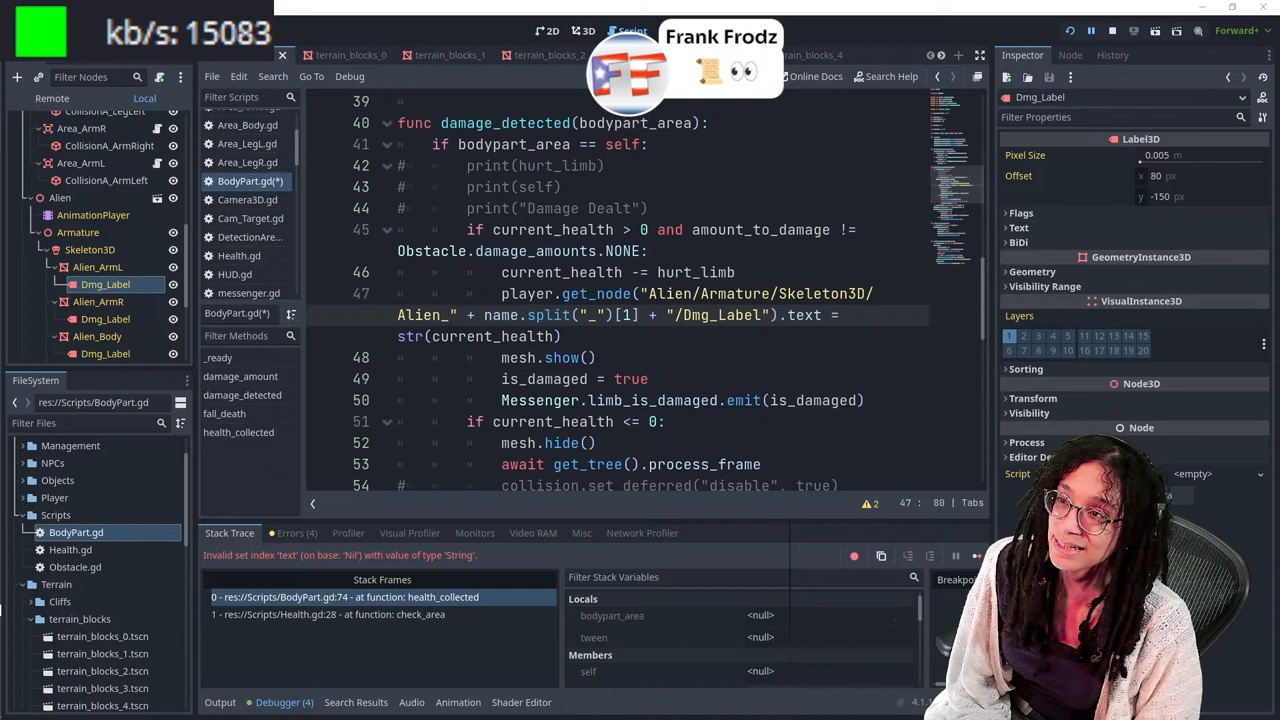 kb/s: 15083
2D
3D
Script
Forward+
Frank Frodz
terrain_blocks_0
terrain_blocks_1
terrain_blocks_2
_4
Inspector
Node
History
Filter Nodes
Remote
Local
Area_ArmR
CollisionA_ArmRight
Area_ArmL
CollisionA_ArmLeft
Alien
AnimationPlayer
Armature
Skeleton3D
Alien_ArmL
Dmg_Label
Alien_ArmR
Dmg_Label
Alien_Body
Dmg_Label
FileSystem
res://Scripts/BodyPart.gd
Filter Files
Management
NPCs
Objects
Player
Scripts
BodyPart.gd
Health.gd
Obstacle.gd
Terrain
Cliffs
terrain_blocks
terrain_blocks_0.tscn
terrain_blocks_1.tscn
terrain_blocks_2.tscn
terrain_blocks_3.tscn
terrain_blocks_4.tscn
File
Edit
Search
Go To
Debug
Online Docs
Search Help
Filter Scripts
Area_Body.gd
Area_LegL.gd
Area_LegR.gd
BodyPart.gd(*)
Camera3D.gd
Cam_Target.gd
DetectionAre...
Health.gd
HUD.gd
messenger.gd
BodyPart.gd(*)
Filter Methods
_ready
damage_amount
damage_detected
fall_death
health_collected
39
40 func damage_detected(bodypart_area):
41 if bodypart_area == self:
42 # print(hurt_limb)
43 # print(self)
44 # print("Damage Dealt")
45 if current_health > 0 and amount_to_damage !=
Obstacle.damage_amounts.NONE:
46 current_health -= hurt_limb
47 player.get_node("Alien/Armature/Skeleton3D/
Alien_" + name.split("_")[1] + "/Dmg_Label").text =
str(current_health)
48 mesh.show()
49 is_damaged = true
50 Messenger.limb_is_damaged.emit(is_damaged)
51 if current_health <= 0:
52 mesh.hide()
53 await get_tree().process_frame
54 # collision.set_deferred("disable", true)
2
47 : 80 | Tabs
Stack Trace
Errors (4)
Profiler
Visual Profiler
Monitors
Video RAM
Misc
Network Profiler
Invalid set index 'text' (on base: 'Nil') with value of type 'String'.
Stack Frames
0 - res://Scripts/BodyPart.gd:74 - at function: health_collected
1 - res://Scripts/Health.gd:28 - at function: check_area
Filter Stack Variables
Locals
bodypart_area <null>
tween <null>
Members
self <null>
Output
Debugger (4)
Search Results
Audio
Animation
Shader Editor
Dmg_Label
Filter Properties
Label3D
Pixel Size 0.005 m
Offset x 80 px
y -150 px
Flags
Text
BiDi
GeometryInstance3D
Geometry
Visibility Range
VisualInstance3D
Layers
1 2 3 4 5 11 12 13 14 15
6 7 8 9 10 16 17 18 19 20
Sorting
Node3D
Transform
Visibility
Node
Process
Script
<empty>